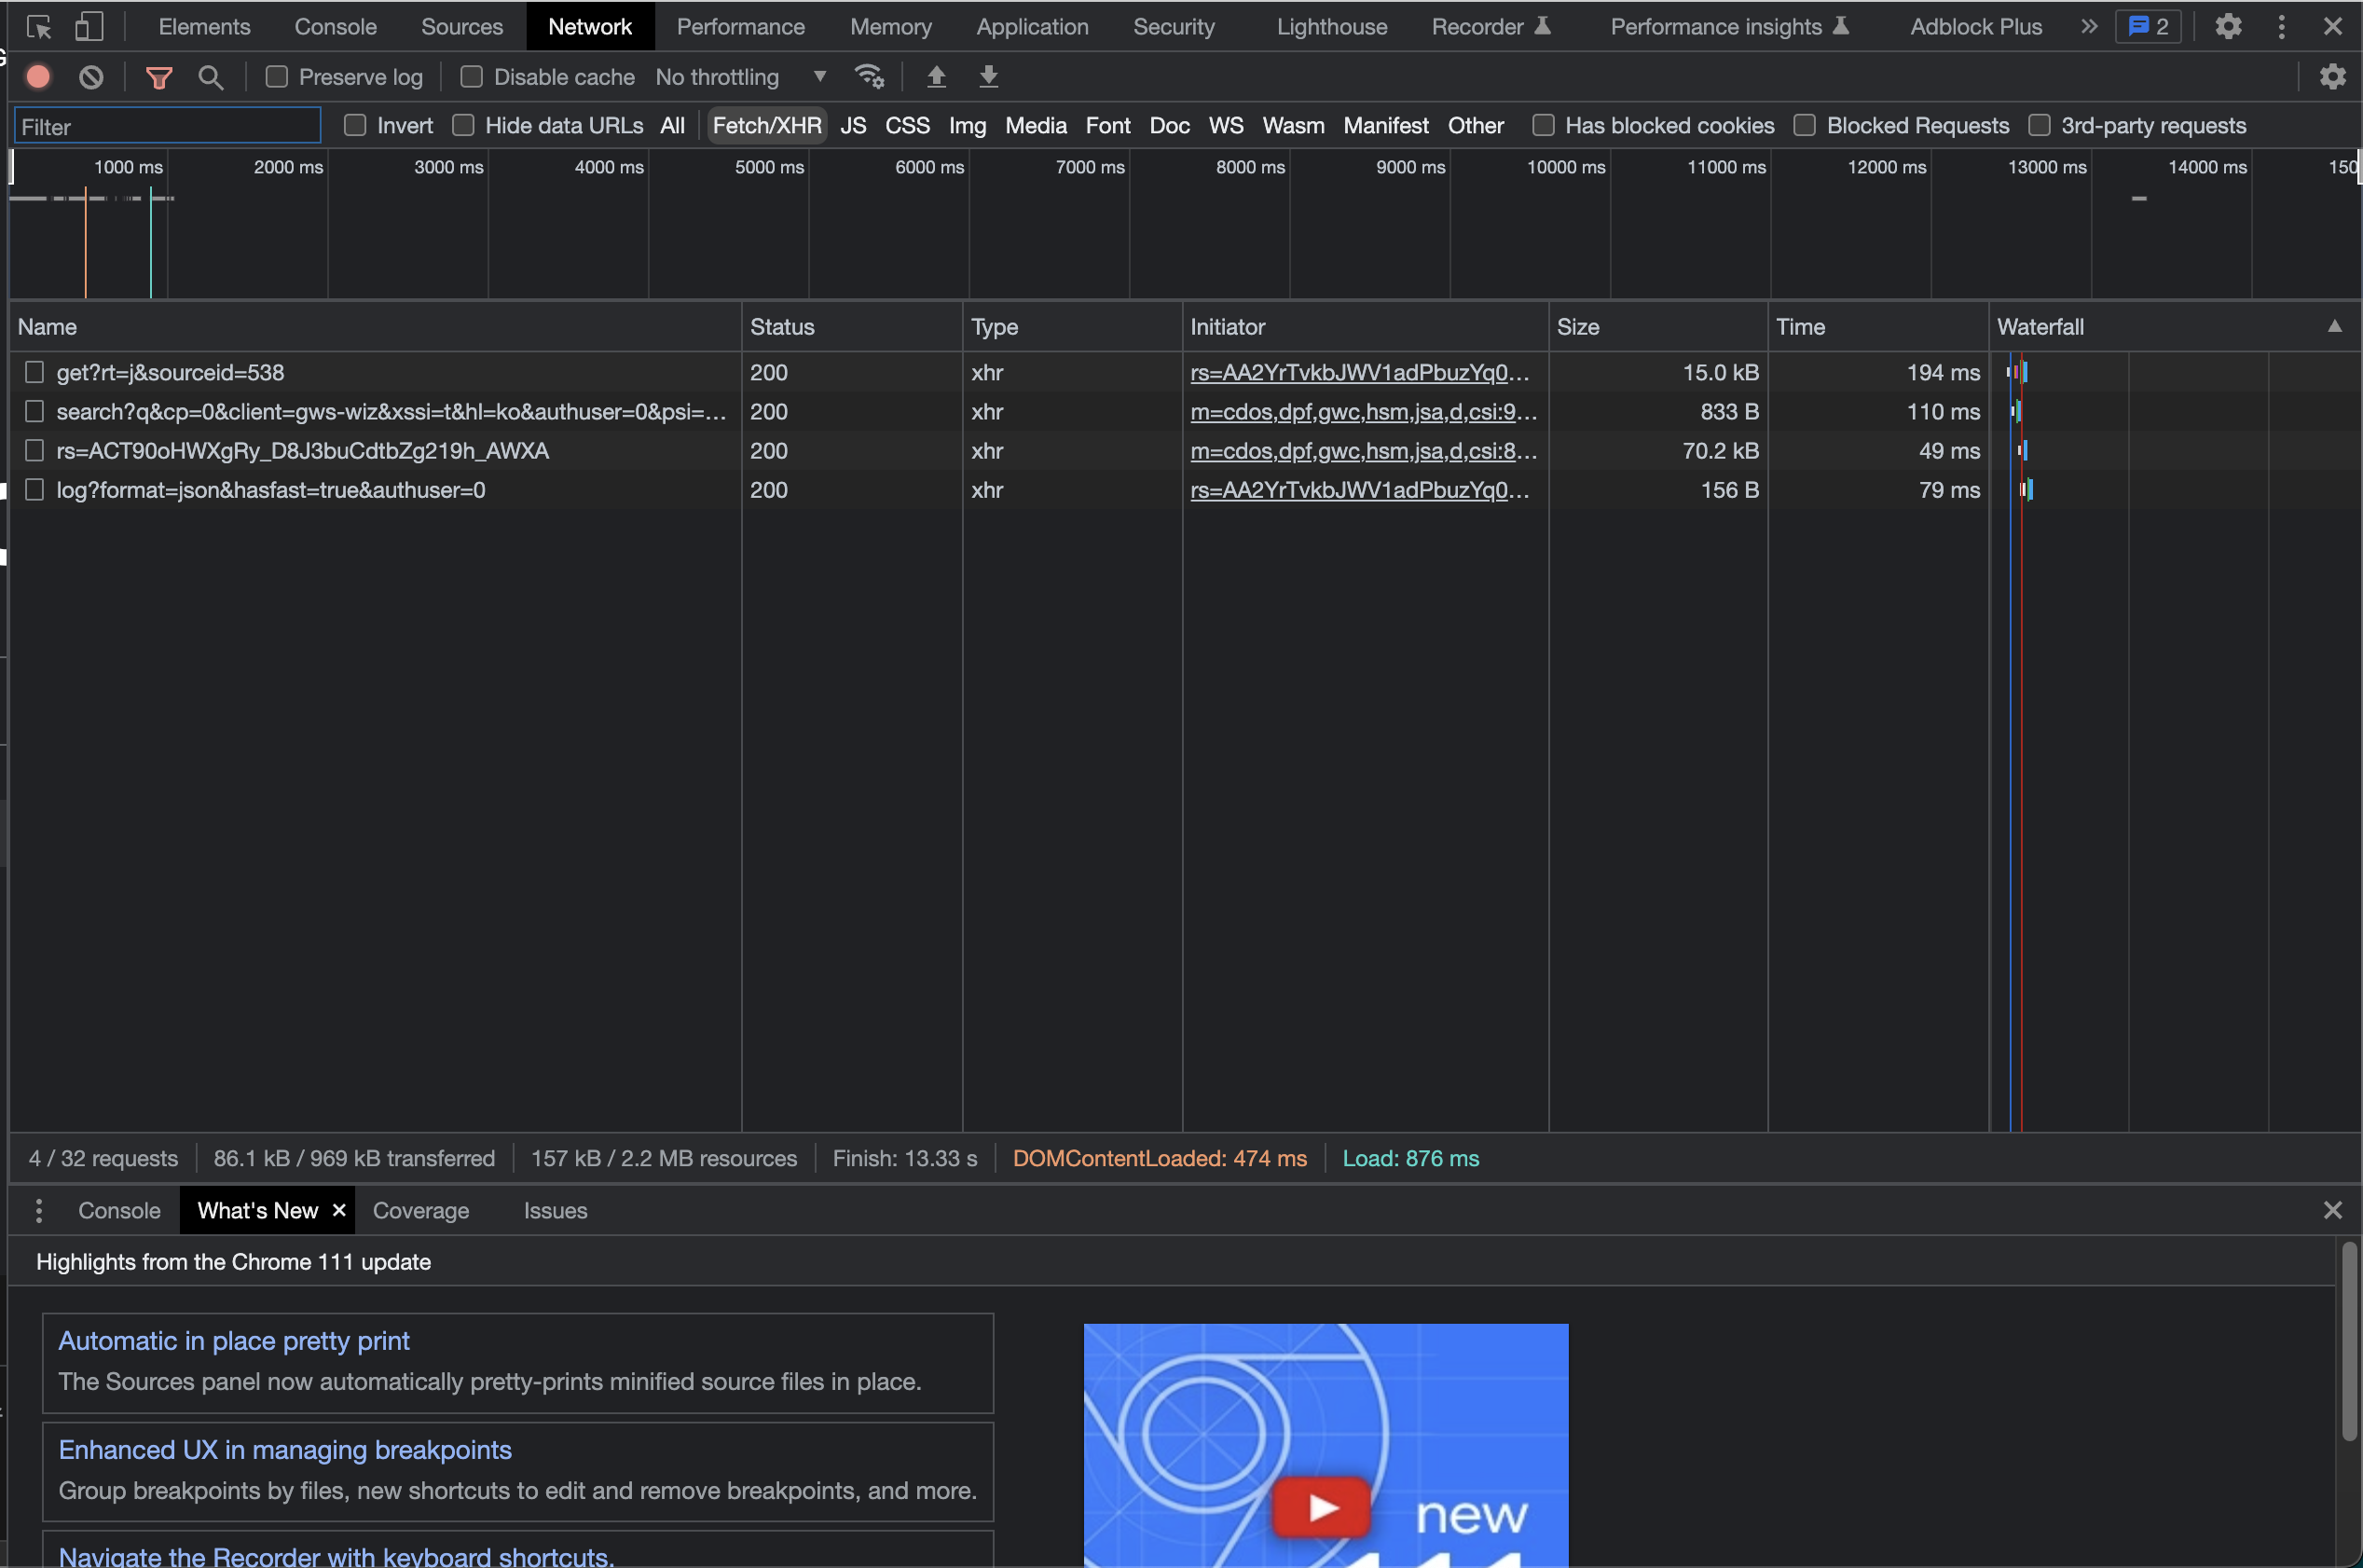 Elements Console Sources Network Performance Memory Application Security Lighthouse Recorder Performance insights Adblock Plus » 2
Preserve log Disable cache No throttling
Filter Invert Hide data URLs All Fetch/XHR JS CSS Img Media Font Doc WS Wasm Manifest Other Has blocked cookies Blocked Requests 3rd-party requests
1000 ms 2000 ms 3000 ms 4000 ms 5000 ms 6000 ms 7000 ms 8000 ms 9000 ms 10000 ms 11000 ms 12000 ms 13000 ms 14000 ms 150
Name Status Type Initiator Size Time Waterfall
get?rt=j&sourceid=538 200 xhr rs=AA2YrTvkbJWV1adPbuzYq0... 15.0 kB 194 ms
search?q&cp=0&client=gws-wiz&xssi=t&hl=ko&authuser=0&psi=... 200 xhr m=cdos,dpf,gwc,hsm,jsa,d,csi:9... 833 B 110 ms
rs=ACT90oHWXgRy_D8J3buCdtbZg219h_AWXA 200 xhr m=cdos,dpf,gwc,hsm,jsa,d,csi:8... 70.2 kB 49 ms
log?format=json&hasfast=true&authuser=0 200 xhr rs=AA2YrTvkbJWV1adPbuzYq0... 156 B 79 ms
4 / 32 requests 86.1 kB / 969 kB transferred 157 kB / 2.2 MB resources Finish: 13.33 s DOMContentLoaded: 474 ms Load: 876 ms
Console What's New × Coverage Issues
Highlights from the Chrome 111 update
Automatic in place pretty print
The Sources panel now automatically pretty-prints minified source files in place.
Enhanced UX in managing breakpoints
Group breakpoints by files, new shortcuts to edit and remove breakpoints, and more.
Navigate the Recorder with keyboard shortcuts.
new
111